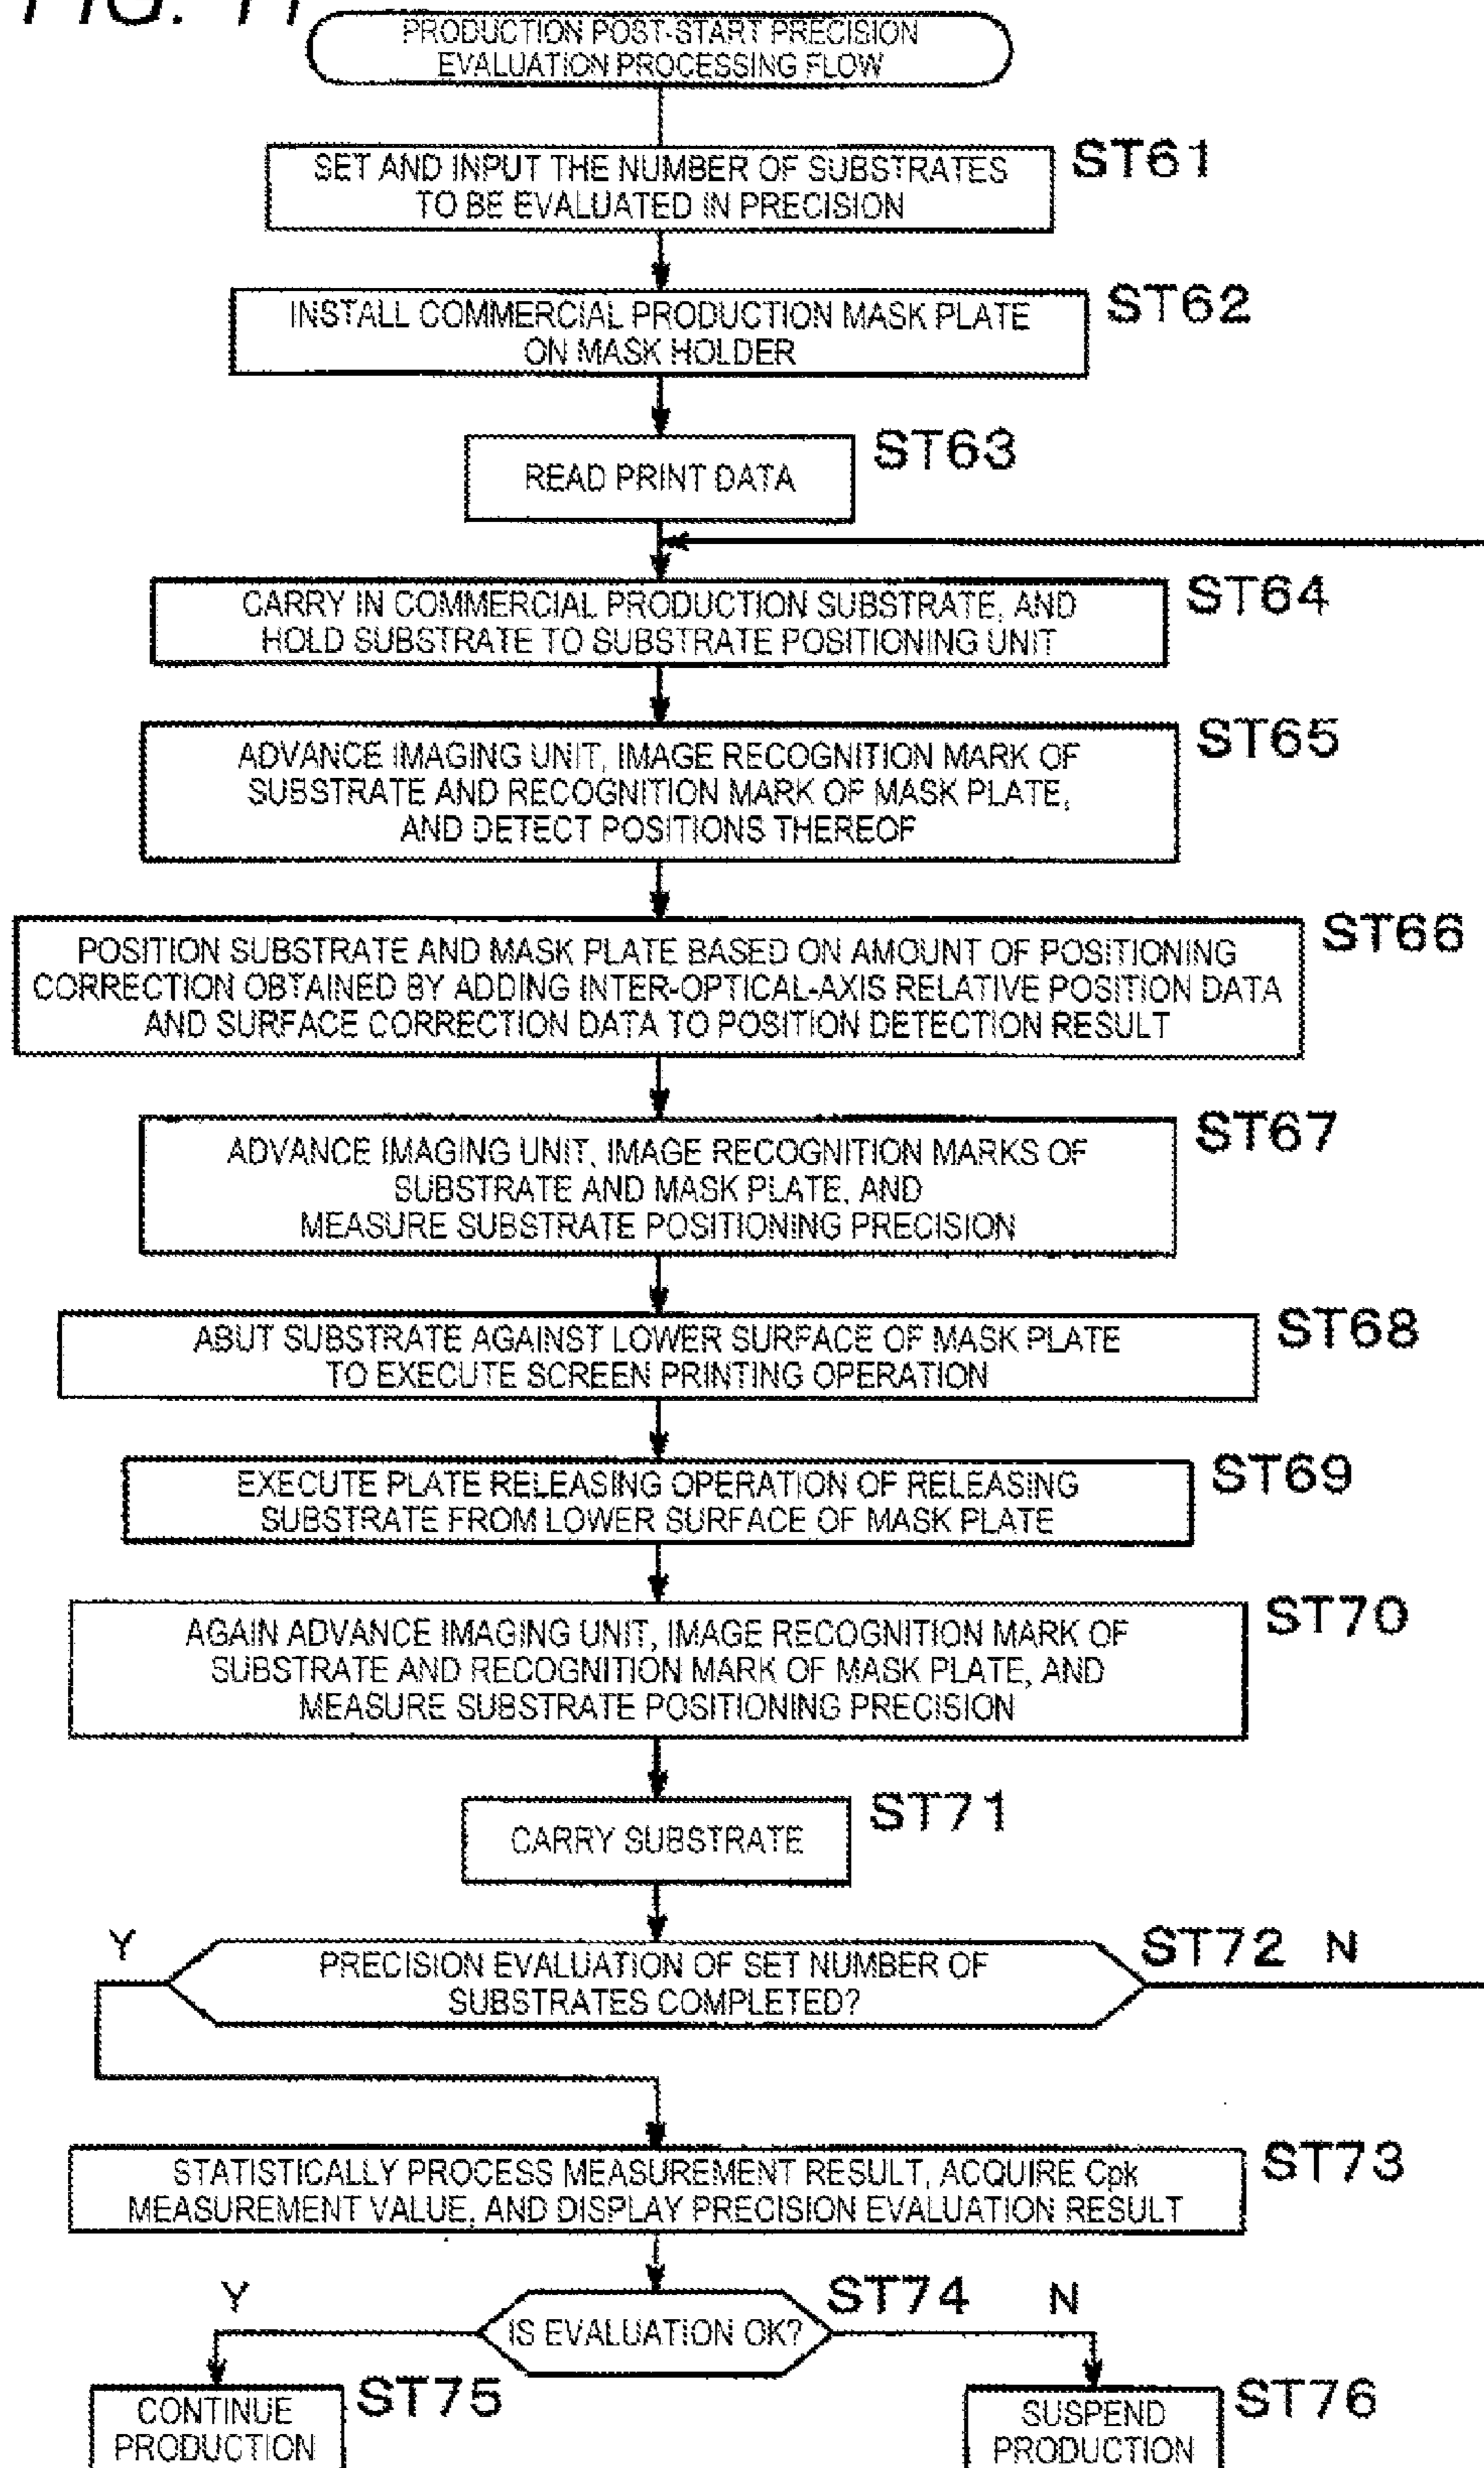 FIG. 11
PRODUCTION POST-START PRECISION
EVALUATION PROCESSING FLOW
SET AND INPUT THE NUMBER OF SUBSTRATES
TO BE EVALUATED IN PRECISION
ST61
INSTALL COMMERCIAL PRODUCTION MASK PLATE
ON MASK HOLDER
ST62
READ PRINT DATA
ST63
CARRY IN COMMERCIAL PRODUCTION SUBSTRATE, AND
HOLD SUBSTRATE TO SUBSTRATE POSITIONING UNIT
ST64
ADVANCE IMAGING UNIT, IMAGE RECOGNITION MARK OF
SUBSTRATE AND RECOGNITION MARK OF MASK PLATE,
AND DETECT POSITIONS THEREOF
ST65
POSITION SUBSTRATE AND MASK PLATE BASED ON AMOUNT OF POSITIONING
CORRECTION OBTAINED BY ADDING INTER-OPTICAL-AXIS RELATIVE POSITION DATA
AND SURFACE CORRECTION DATA TO POSITION DETECTION RESULT
ST66
ADVANCE IMAGING UNIT, IMAGE RECOGNITION MARKS OF
SUBSTRATE AND MASK PLATE, AND
MEASURE SUBSTRATE POSITIONING PRECISION
ST67
ABUT SUBSTRATE AGAINST LOWER SURFACE OF MASK PLATE
TO EXECUTE SCREEN PRINTING OPERATION
ST68
EXECUTE PLATE RELEASING OPERATION OF RELEASING
SUBSTRATE FROM LOWER SURFACE OF MASK PLATE
ST69
AGAIN ADVANCE IMAGING UNIT, IMAGE RECOGNITION MARK OF
SUBSTRATE AND RECOGNITION MARK OF MASK PLATE, AND
MEASURE SUBSTRATE POSITIONING PRECISION
ST70
CARRY SUBSTRATE
ST71
Y
PRECISION EVALUATION OF SET NUMBER OF
SUBSTRATES COMPLETED?
ST72 N
STATISTICALLY PROCESS MEASUREMENT RESULT, ACQUIRE Cpk
MEASUREMENT VALUE, AND DISPLAY PRECISION EVALUATION RESULT
ST73
Y
IS EVALUATION OK?
ST74 N
CONTINUE
PRODUCTION
ST75
SUSPEND
PRODUCTION
ST76